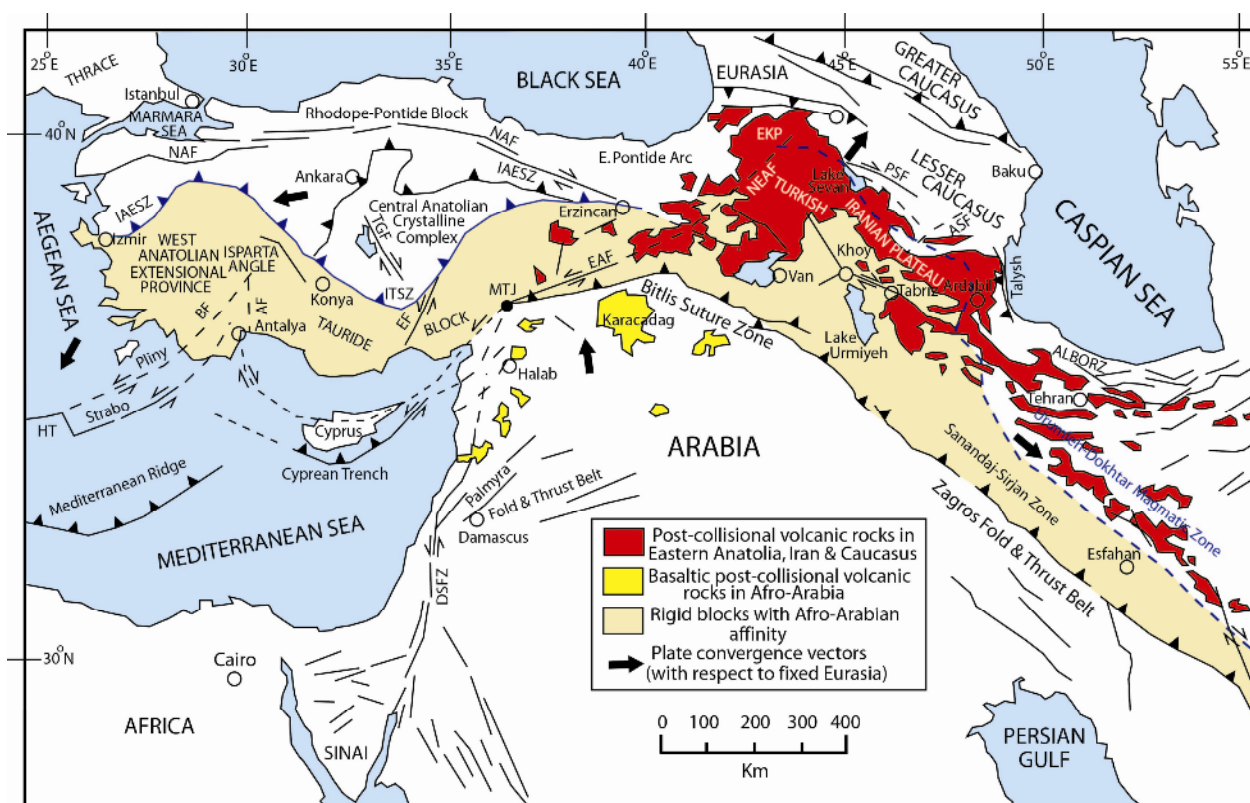 25°E
30°E
35°E
40°E
45°E
50°E
55°E
THRACE
Istanbul
MARMARA
SEA
BLACK SEA
EURASIA
GREATER
CAUCASUS
40°N
Rhodope-Pontide Block
NAF
NAF
E.Pontide Arc
EKP
NEAF
Lake
Sevan
PSF
LESSER
CAUCASUS
ASF
Baku
CASPIAN SEA
Ankara
IAESZ
IAESZ
Central Anatolian
Crystalline
Complex
TGF
Erzincan
TURKISH
IRANIAN PLATEAU
AEGEAN SEA
Izmir
WEST
ANATOLIAN
EXTENSIONAL
PROVINCE
ISPARTA
ANGLE
Konya
ITSZ
EF
MTJ
EAF
Van
Khoy
Tabriz
Ardabil
Talysh
BF
AF
Antalya
TAURIDE
BLOCK
Karacadag
Bitlis Suture Zone
Lake
Urmiyeh
ALBORZ
Pliny
Strabo
HT
Halab
Tehran
Cyprus
Cyprean Trench
ARABIA
Urumieh-Dokhtar Magmatic Zone
Sanandaj-Sirjan Zone
Mediterranean Ridge
Palmyra
Fold & Thrust Belt
Damascus
Zagros Fold & Thrust Belt
Esfahan
MEDITERRANEAN SEA
DSFZ
Post-collisional volcanic rocks in
Eastern Anatolia, Iran & Caucasus
Basaltic post-collisional volcanic
rocks in Afro-Arabia
Rigid blocks with Afro-Arabian
affinity
Plate convergence vectors
(with respect to fixed Eurasia)
30°N
Cairo
AFRICA
SINAI
0 100 200 300 400
Km
PERSIAN
GULF